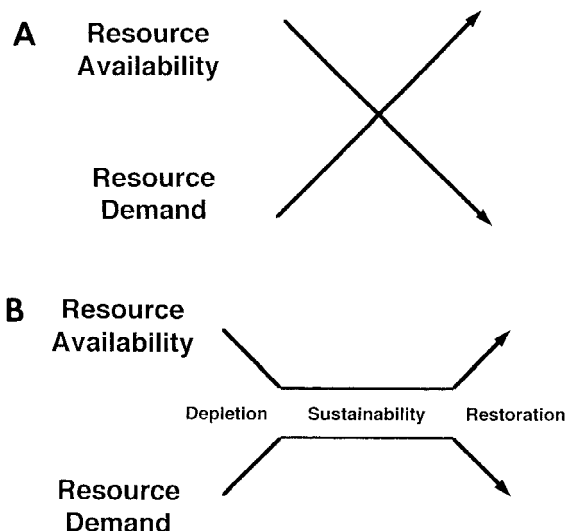 A
Resource
Availability
Resource
Demand
B
Resource
Availability
Depletion Sustainability Restoration
Resource
Demand